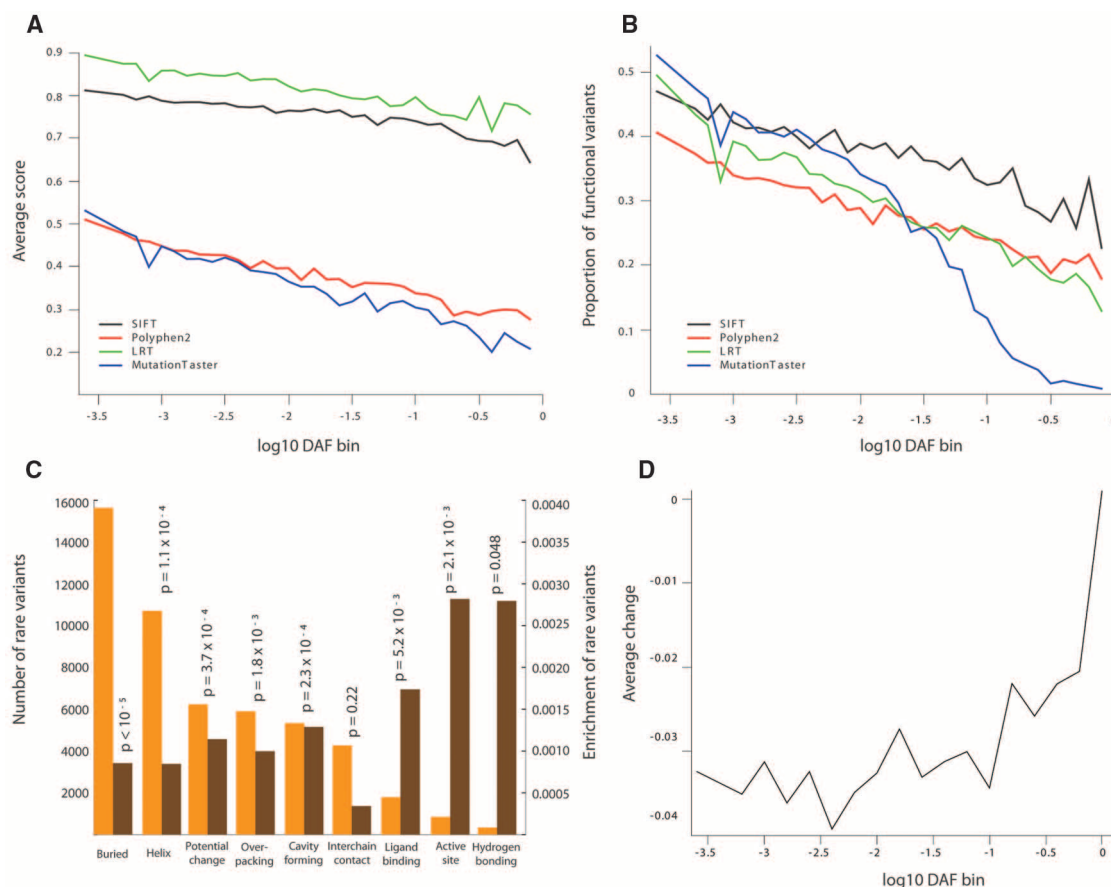 A
0.9
0.8
0.7
0.6
0.5
0.4
0.3
0.2
Average score
SIFT
Polyphen2
LRT
MutationTaster
-3.5 -3 -2.5 -2 -1.5 -1 -0.5 0
log10 DAF bin
B
0.5
0.4
0.3
0.2
0.1
0
Proportion of functional variants
SIFT
Polyphen2
LRT
MutationTaster
-3.5 -3 -2.5 -2 -1.5 -1 -0.5
log10 DAF bin
C
16000
14000
12000
10000
8000
6000
4000
2000
Number of rare variants
p < 10 -5
p = 1.1 x 10 -4
p = 3.7 x 10 -4
p = 1.8 x 10 -3
p = 2.3 x 10 -4
p = 0.22
p = 5.2 x 10 -3
p = 2.1 x 10 -3
p = 0.048
0.0040
0.0035
0.0030
0.0025
0.0020
0.0015
0.0010
0.0005
Enrichment of rare variants
Buried
Helix
Potential
change
Over-
packing
Cavity
forming
Interchain
contact
Ligand
binding
Active
site
Hydrogen
bonding
D
0
-0.01
-0.02
-0.03
-0.04
Average change
-3.5 -3 -2.5 -2 -1.5 -1 -0.5 0
log10 DAF bin